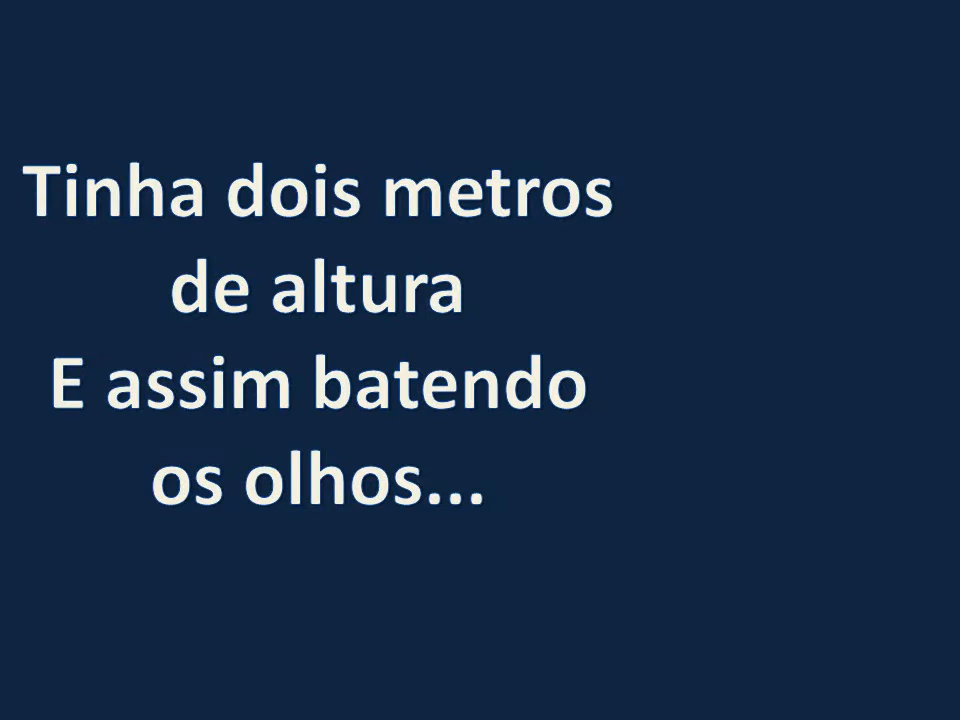 Tinha dois metros
de altura
E assim batendo
os olhos...